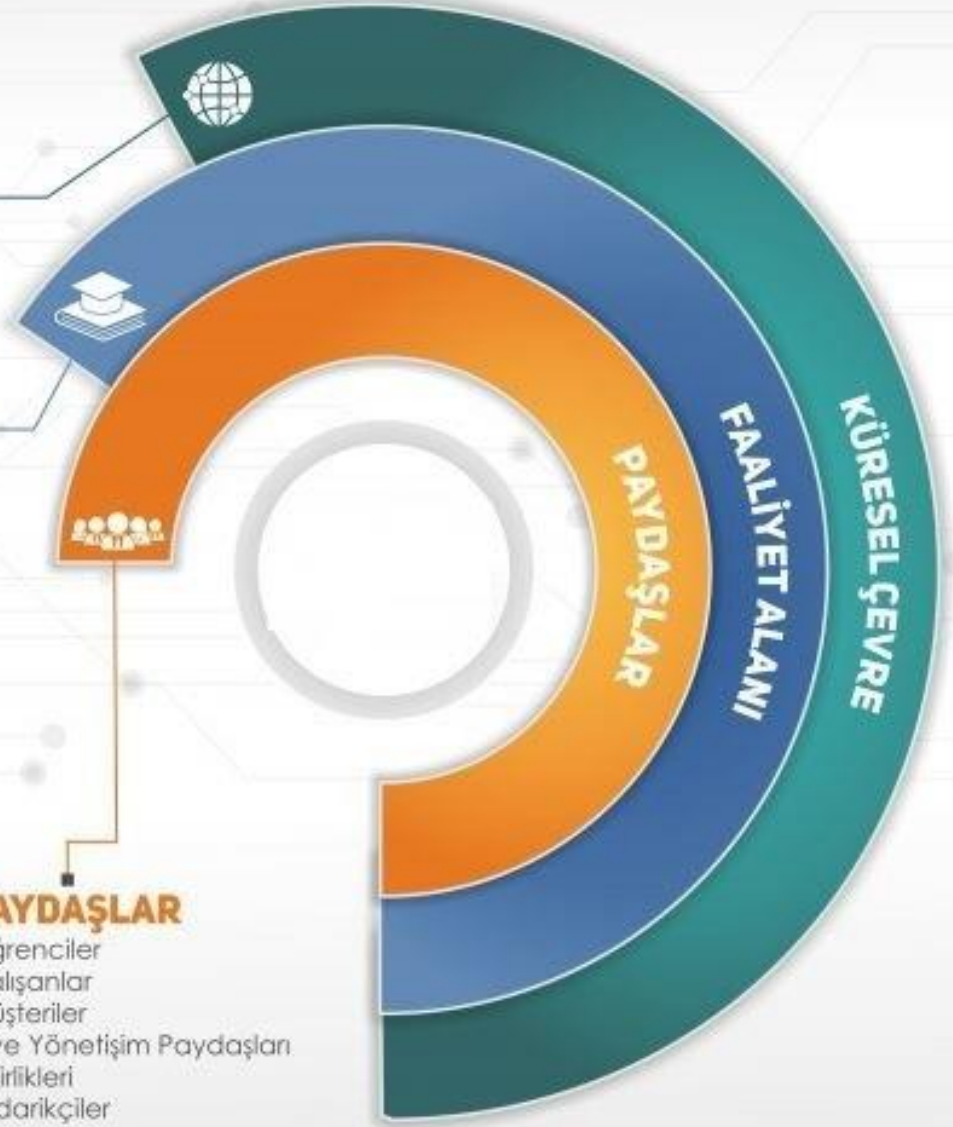 KÜRESEL ÇEVRE
FAALİYET ALANI
PAYDAŞLAR
AYDAŞLAR
ğrenciler
alışanlar
üşteriler
ve Yönetişim Paydaşları
irlikleri
darikçiler